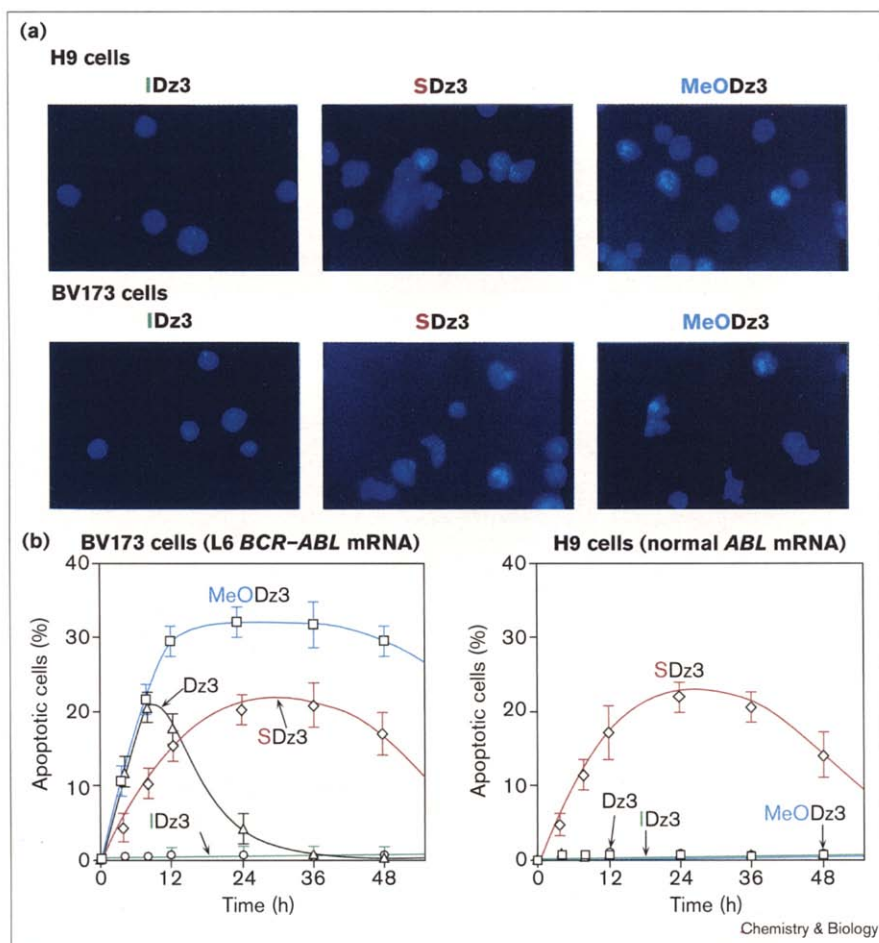 (a)
H9 cells
IDz3 SDz3 MeODz3
BV173 cells
IDz3 SDz3 MeODz3
(b) BV173 cells (L6 BCR–ABL mRNA) H9 cells (normal ABL mRNA)
40 40
MeODz3
30 30
SDz3
Apoptotic cells (%) Apoptotic cells (%)
Dz3
20 20
SDz3
10 10
IDz3 Dz3 IDz3 MeODz3
0 0
0 12 24 36 48 0 12 24 36 48
Time (h) Time (h)
Chemistry & Biology